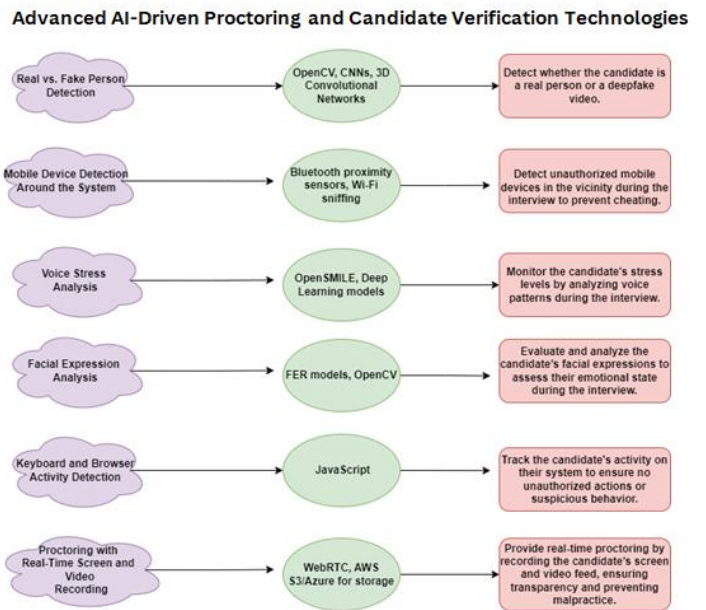 Advanced AI-Driven Proctoring and Candidate Verification Technologies
Real vs. Fake Person
Detection
OpenCV, CNNs, 3D
Convolutional
Networks
Detect whether the candidate is
a real person or a deepfake
video.
Mobile Device Detection
Around the System
Bluetooth proximity
sensors, Wi-Fi
sniffing
Detect unauthorized mobile
devices in the vicinity during the
interview to prevent cheating.
Voice Stress
Analysis
OpenSMILE, Deep
Learning models
Monitor the candidate's stress
levels by analyzing voice
patterns during the interview.
Facial Expression
Analysis
FER models, OpenCV
Evaluate and analyze the
candidate's facial expressions to
assess their emotional state
during the interview.
Keyboard and Browser
Activity Detection
JavaScript
Track the candidate's activity on
their system to ensure no
unauthorized actions or
suspicious behavior.
Proctoring with
Real-Time Screen and
Video
Recording
WebRTC, AWS
S3/Azure for storage
Provide real-time proctoring by
recording the candidate's screen
and video feed, ensuring
transparency and preventing
malpractice.